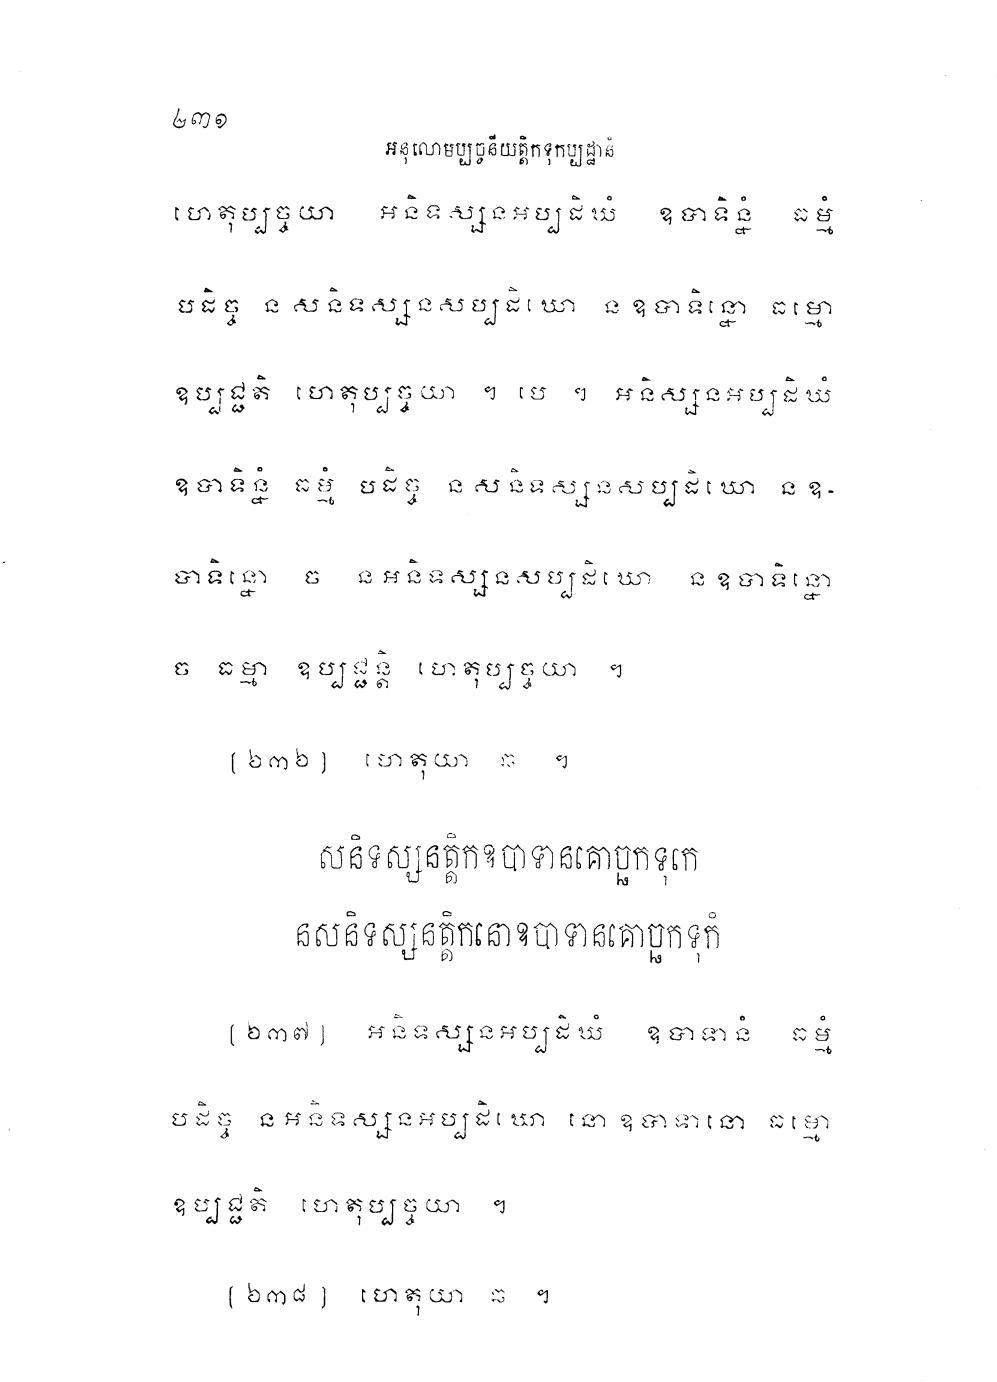 ២៣១
អនុលោមប្បច្ចនីយត្តិកទុកប្បដ្ឋានំ
ហេតុប្បច្ចយា អនិទស្សនអប្បដិឃំ ឧបាទិន្នំ ធម្មំ
បដិច្ច ន សនិទស្សនសប្បដិឃោ ន ឧបាទិន្នោ ធម្មោ
ឧប្បជ្ជតិ ហេតុប្បច្ចយា ។ បេ ។ អនិស្សនអប្បដិឃំ
ឧបាទិន្នំ ធម្មំ បដិច្ច ន សនិទស្សនសប្បដិឃោ ន ឧ-
បាទិន្នោ ច ន អនិទស្សនសប្បដិឃោ ន ឧបាទិន្នោ
ច ធម្មា ឧប្បជ្ជន្តិ ហេតុប្បច្ចយា ។
[២៣៦] ហេតុយា ៖ ។
សនិទស្សនត្តិកឧបាទានគោច្ឆកទុកេ
នសនិទស្សនត្តិកនោឧបាទានគោច្ឆកទុកំ
[២៣៧] អនិទស្សនអប្បដិឃំ ឧបាទានំ ធម្មំ
បដិច្ច ន អនិទស្សនអប្បដិឃោ នោ ឧបាទានោ ធម្មោ
ឧប្បជ្ជតិ ហេតុប្បច្ចយា ។
[២៣៨] ហេតុយា ៖ ។